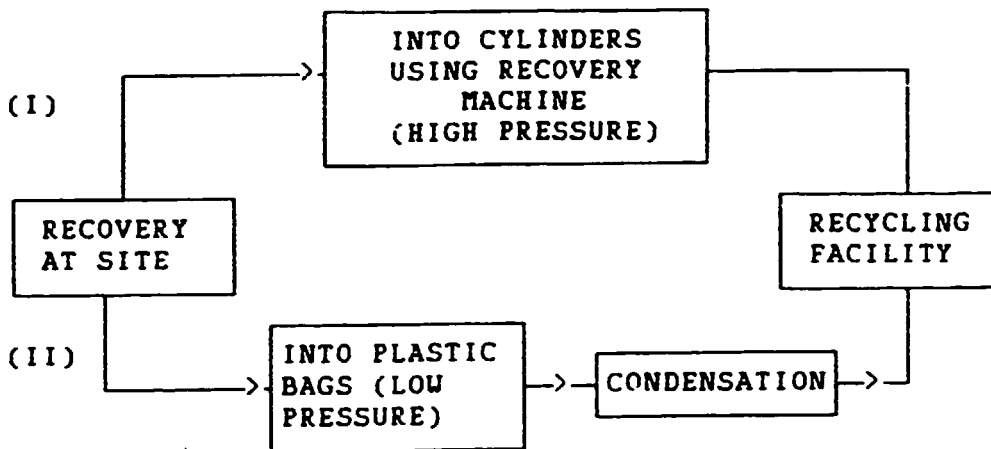 INTO CYLINDERS
USING RECOVERY
MACHINE
(HIGH PRESSURE)
(I)
RECOVERY
AT SITE
RECYCLING
FACILITY
(II)
INTO PLASTIC
BAGS (LOW
PRESSURE)
CONDENSATION